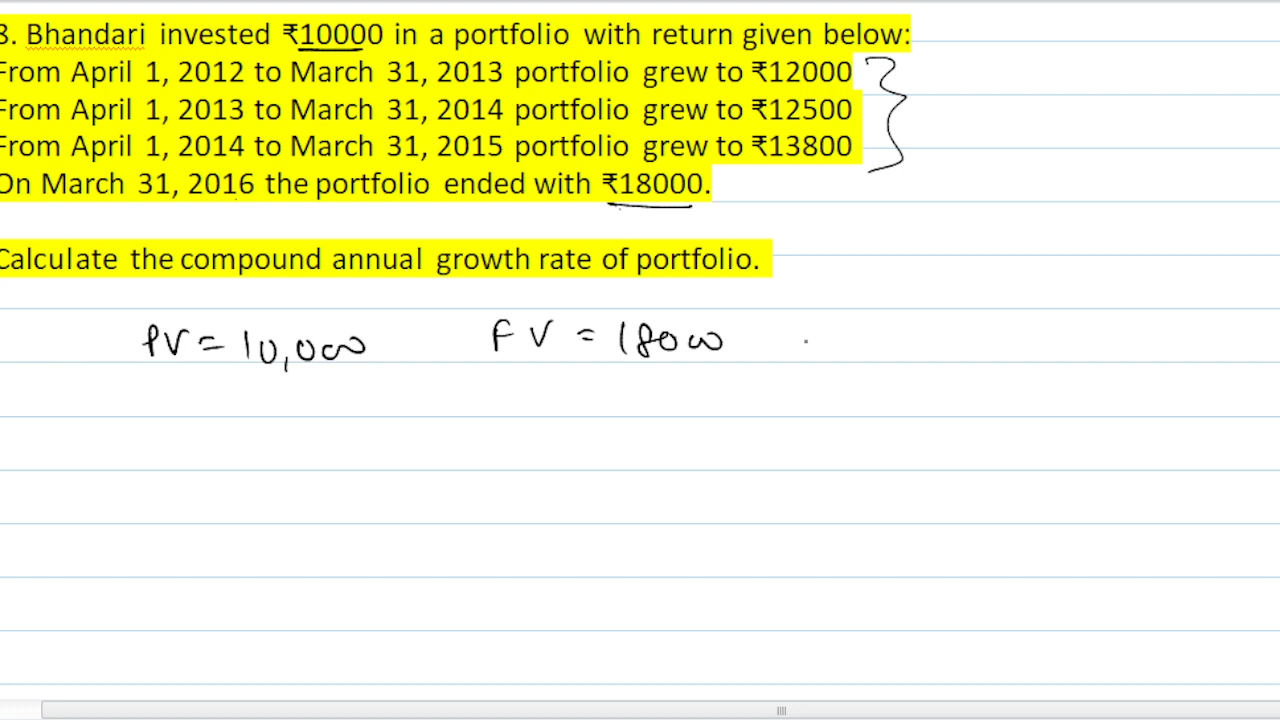 8. Bhandari invested ₹10000 in a portfolio with return given below:
From April 1, 2012 to March 31, 2013 portfolio grew to ₹12000
From April 1, 2013 to March 31, 2014 portfolio grew to ₹12500
From April 1, 2014 to March 31, 2015 portfolio grew to ₹13800
On March 31, 2016 the portfolio ended with ₹18000.
Calculate the compound annual growth rate of portfolio.
PV = 10,000 FV = 18000